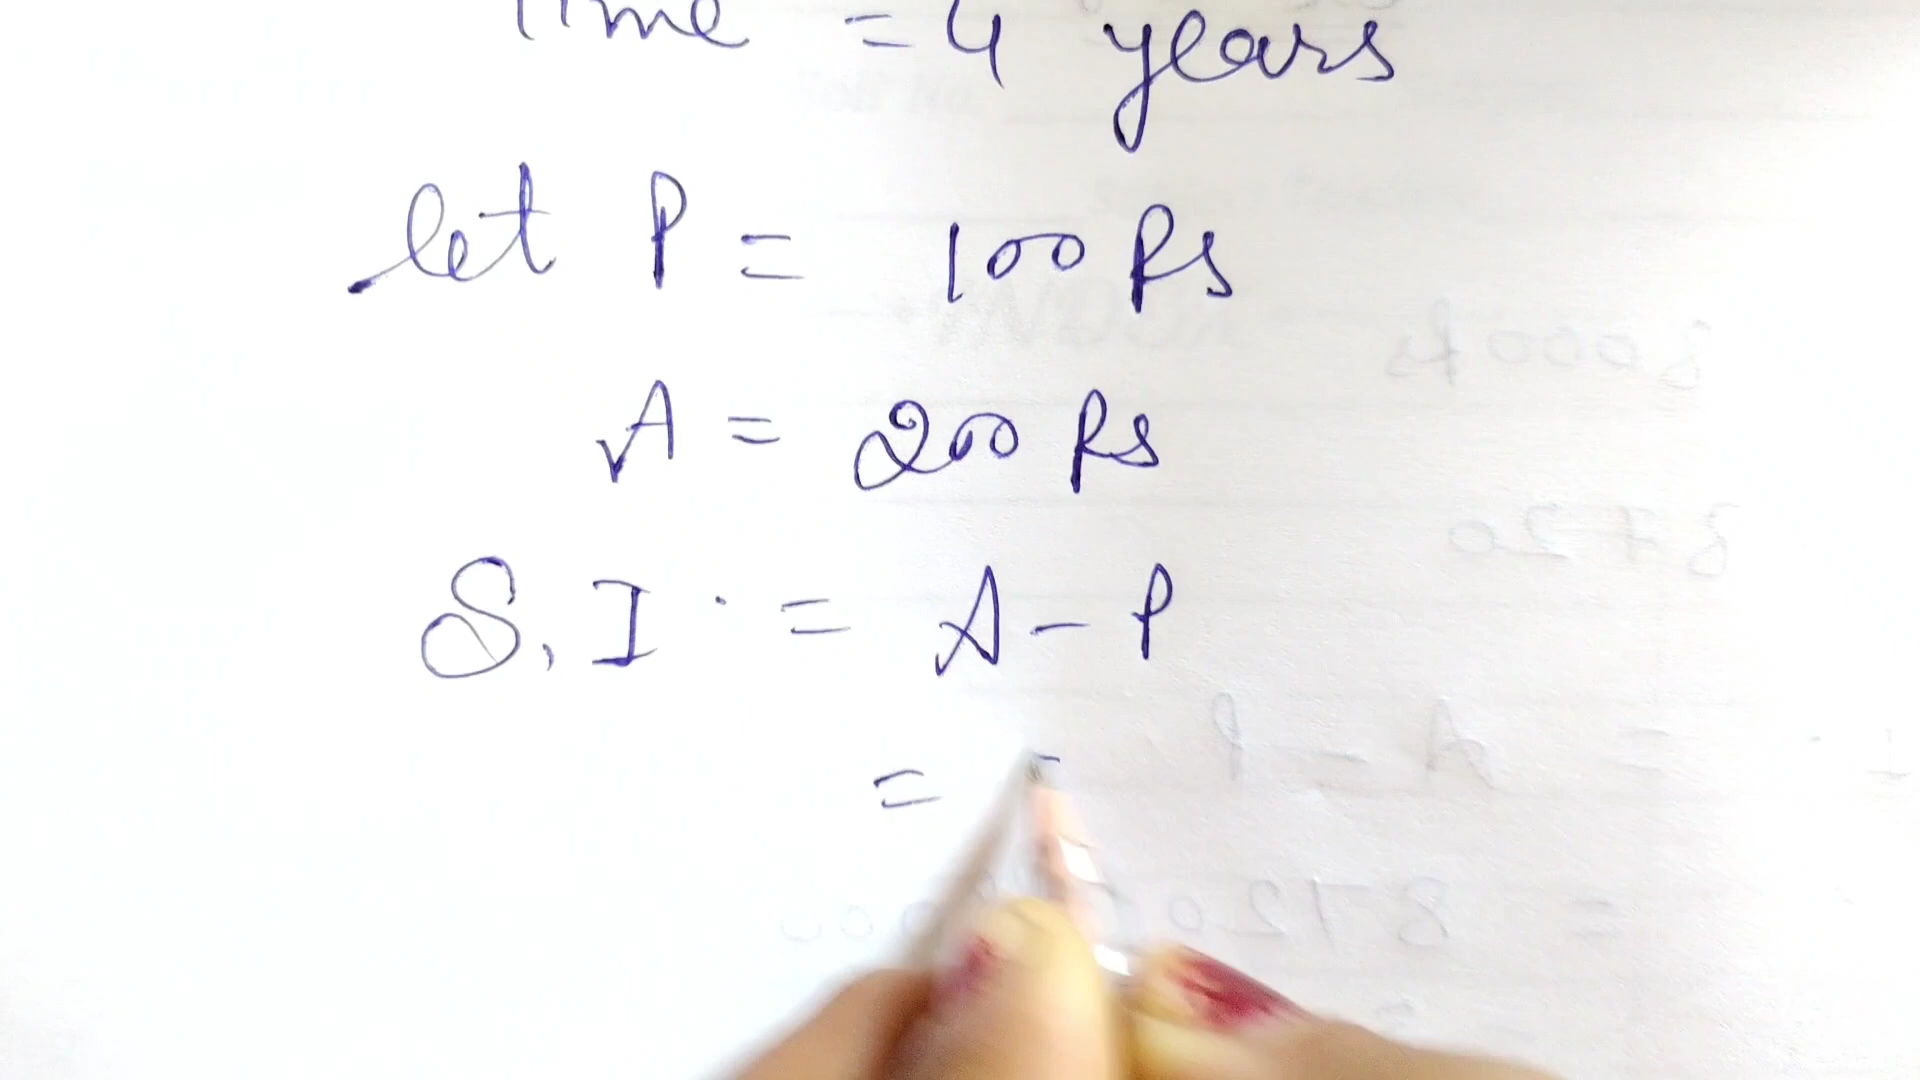 Time = 4 years
let P = 100 Rs
A = 200 Rs
S.I. = A - P
=